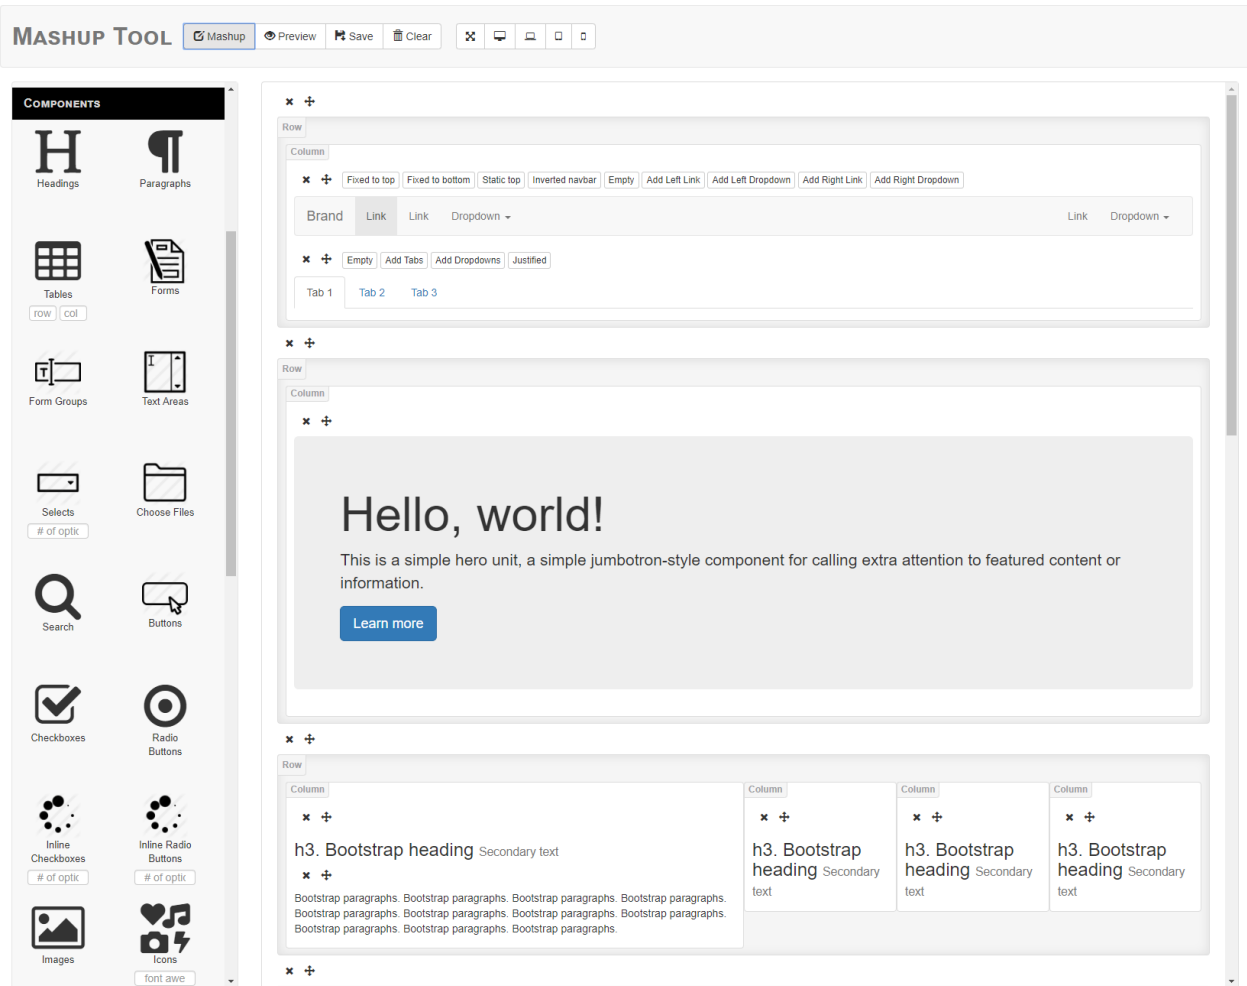 MASHUP TOOL Mashup Preview Save Clear
COMPONENTS
Headings Paragraphs
Tables Forms
row col
Form Groups Text Areas
Selects Choose Files
# of optic
Search Buttons
Checkboxes Radio
Buttons
Inline Inline Radio
Checkboxes Buttons
# of optic # of optic
Images Icons
font awe
Row
Column
Fixed to top Fixed to bottom Static top Inverted navbar Empty Add Left Link Add Left Dropdown Add Right Link Add Right Dropdown
Brand Link Link Dropdown Link Dropdown
Empty Add Tabs Add Dropdowns Justified
Tab 1 Tab 2 Tab 3
Row
Column
Hello, world!
This is a simple hero unit, a simple jumbotron-style component for calling extra attention to featured content or
information.
Learn more
Row
Column
h3. Bootstrap heading Secondary text
Bootstrap paragraphs. Bootstrap paragraphs. Bootstrap paragraphs. Bootstrap paragraphs.
Bootstrap paragraphs. Bootstrap paragraphs. Bootstrap paragraphs. Bootstrap paragraphs.
Bootstrap paragraphs. Bootstrap paragraphs. Bootstrap paragraphs.
Column
h3. Bootstrap
heading Secondary
text
Column
h3. Bootstrap
heading Secondary
text
Column
h3. Bootstrap
heading Secondary
text